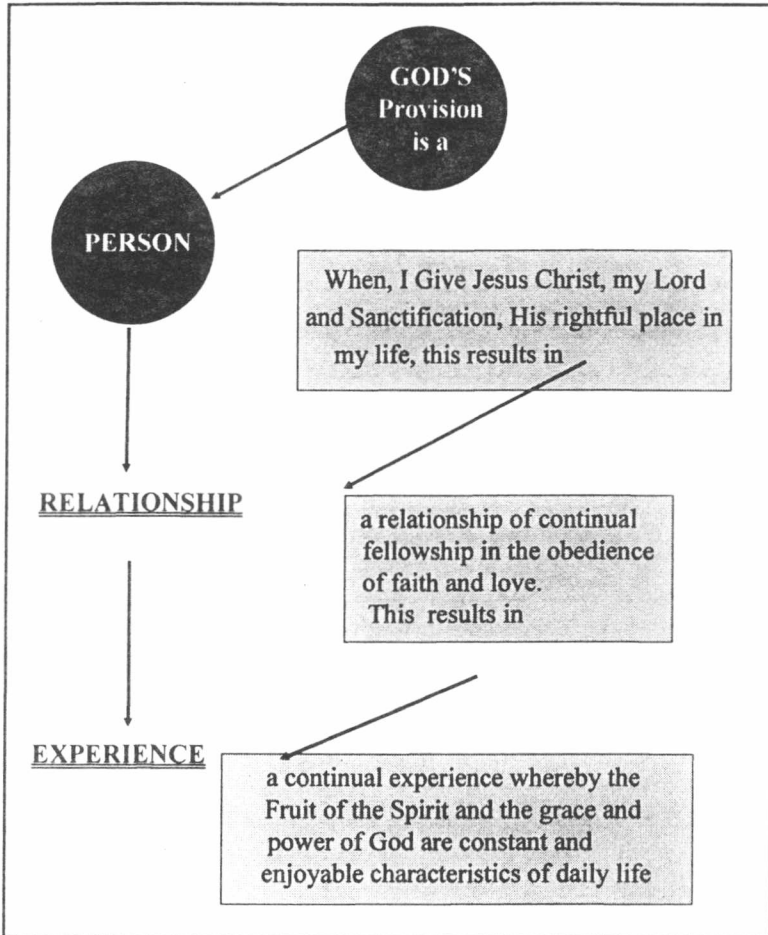 GOD'S
Provision
is a
PERSON
When, I Give Jesus Christ, my Lord
and Sanctification, His rightful place in
my life, this results in
RELATIONSHIP
a relationship of continual
fellowship in the obedience
of faith and love.
This results in
EXPERIENCE
a continual experience whereby the
Fruit of the Spirit and the grace and
power of God are constant and
enjoyable characteristics of daily life